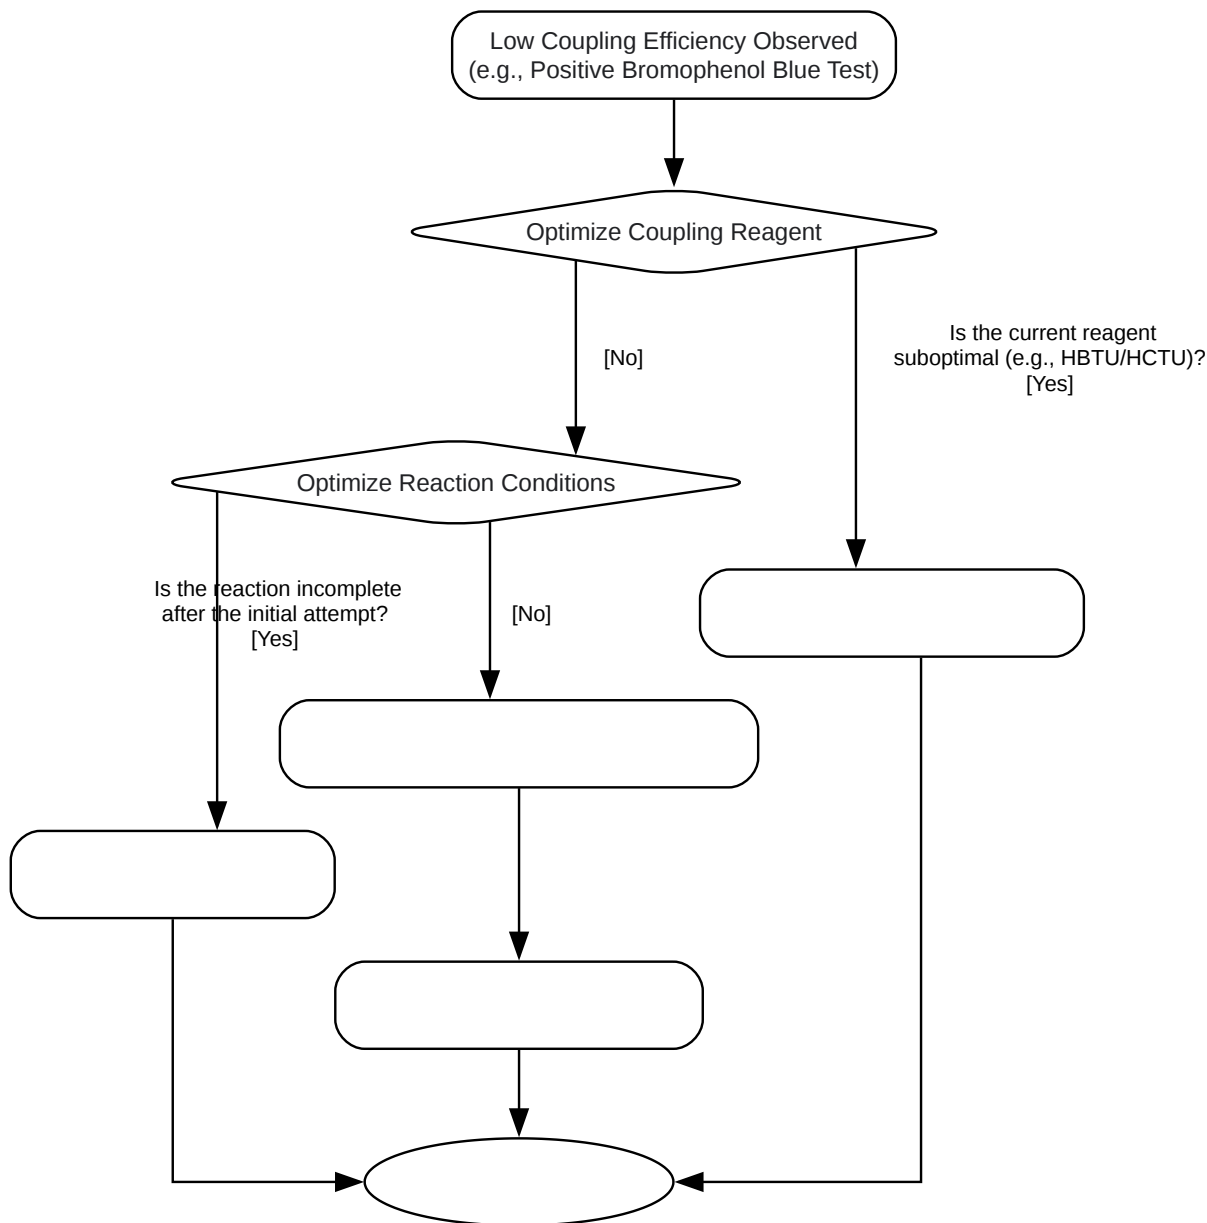 Low Coupling Efficiency Observed
(e.g., Positive Bromophenol Blue Test)
Optimize Coupling Reagent
Is the current reagent
suboptimal (e.g., HBTU/HCTU)?
[Yes]
[No]
Optimize Reaction Conditions
Is the reaction incomplete
after the initial attempt?
[Yes]
[No]